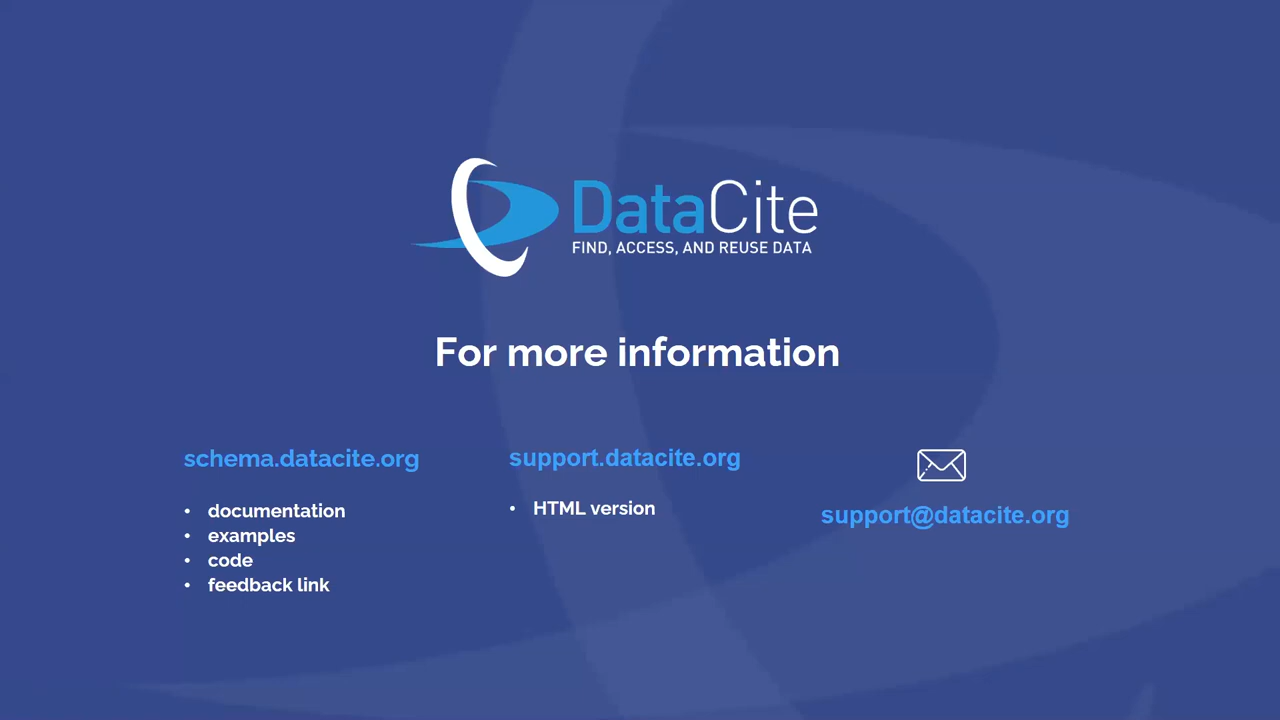 DataCite
FIND, ACCESS, AND REUSE DATA
For more information
schema.datacite.org
• documentation
• examples
• code
• feedback link
support.datacite.org
• HTML version
support@datacite.org